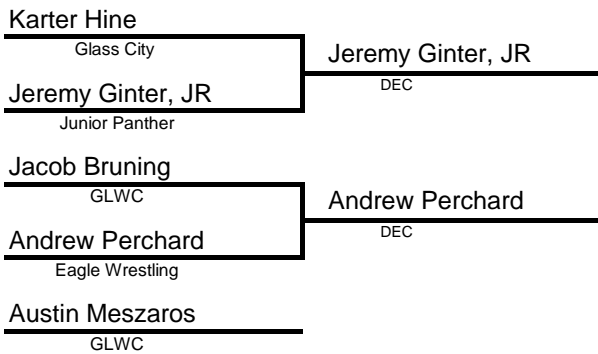 Karter Hine
Glass City
Jeremy Ginter, JR
DEC
Jeremy Ginter, JR
Junior Panther
Jacob Bruning
GLWC
Andrew Perchard
DEC
Andrew Perchard
Eagle Wrestling
Austin Meszaros
GLWC